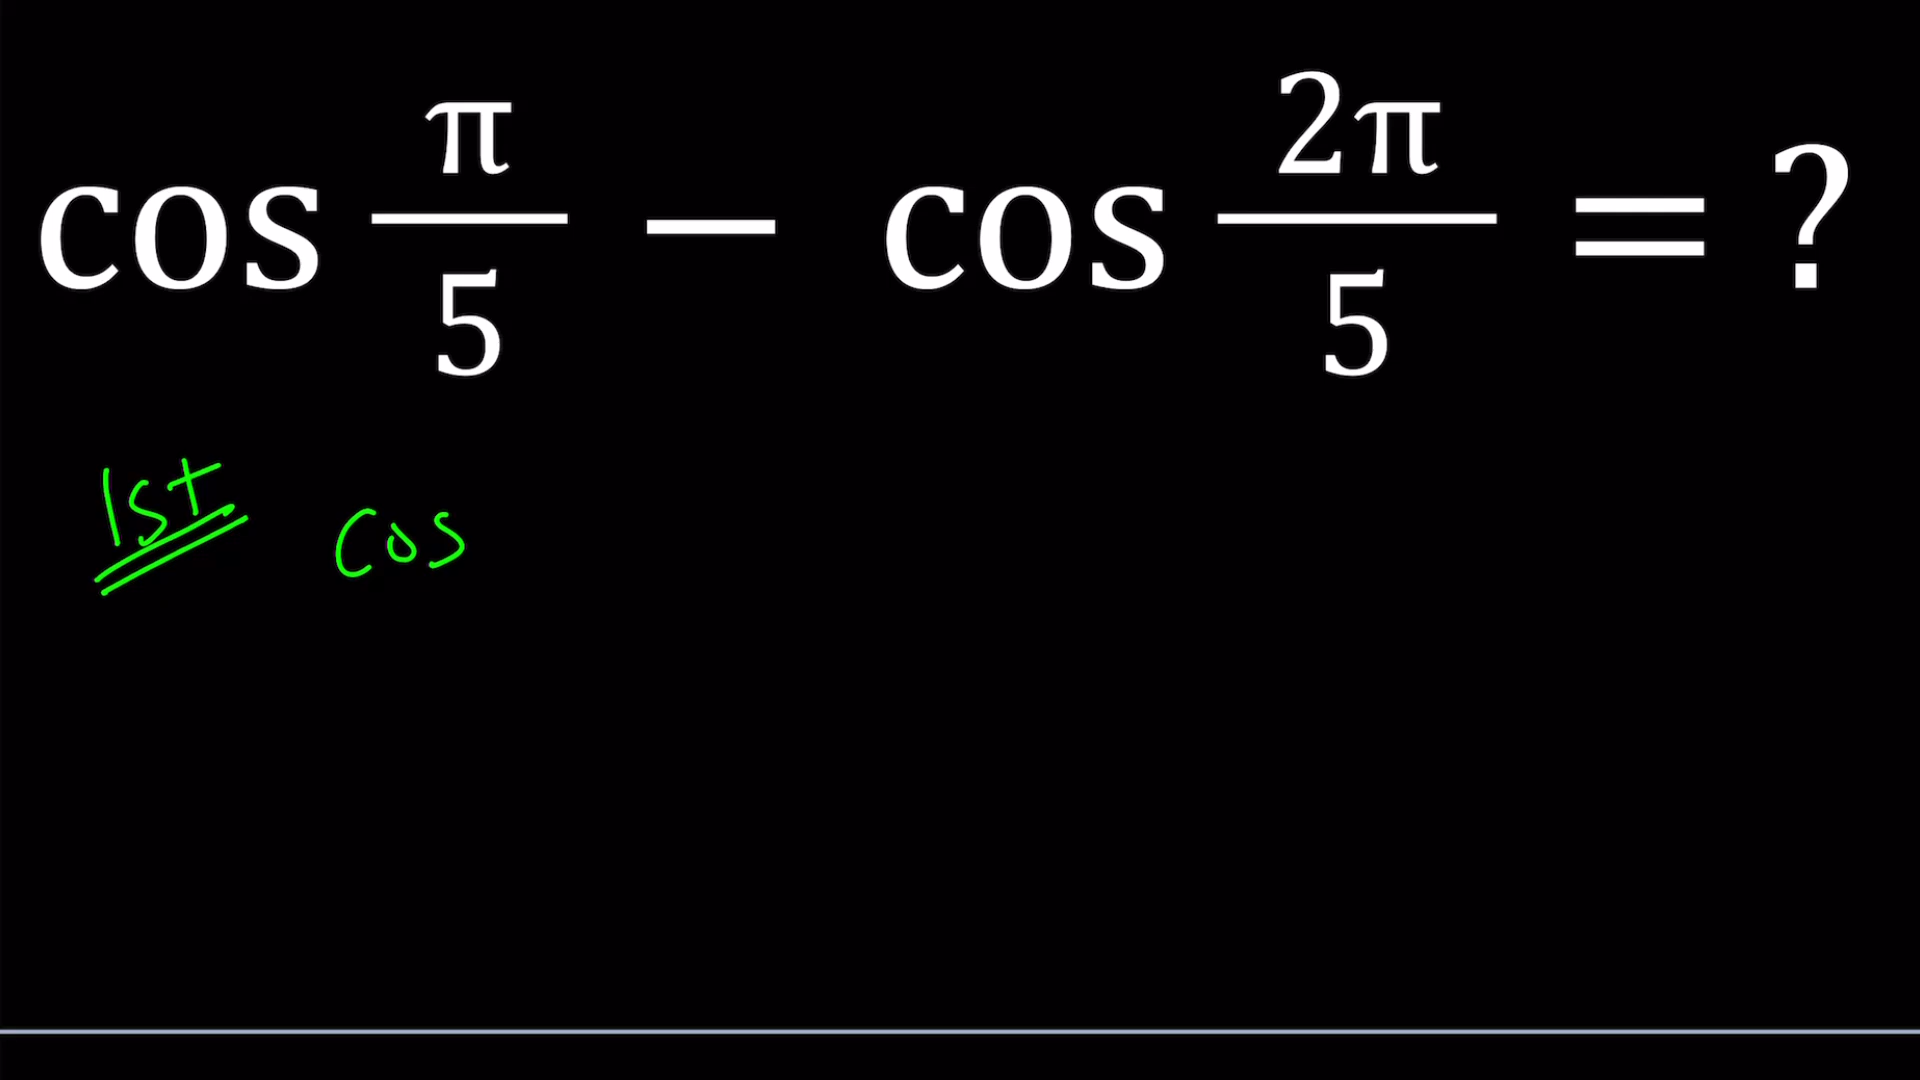 cos π/5 − cos 2π/5 = ?
1st cos